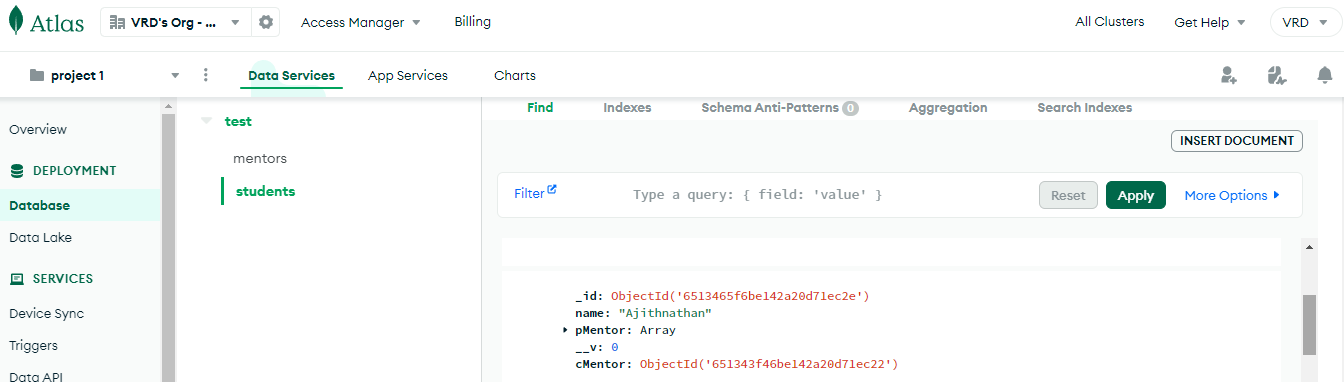 Atlas VRD's Org - ... Access Manager Billing All Clusters Get Help VRD
project 1 Data Services App Services Charts
Overview
DEPLOYMENT
Database
Data Lake
SERVICES
Device Sync
Triggers
Data API
test
mentors
students
Find Indexes Schema Anti-Patterns 0 Aggregation Search Indexes
INSERT DOCUMENT
Filter Type a query: { field: 'value' } Reset Apply More Options
_id: ObjectId('6513465f6be142a20d71ec2e')
name: "Ajithnathan"
pMentor: Array
__v: 0
cMentor: ObjectId('651343f46be142a20d71ec22')